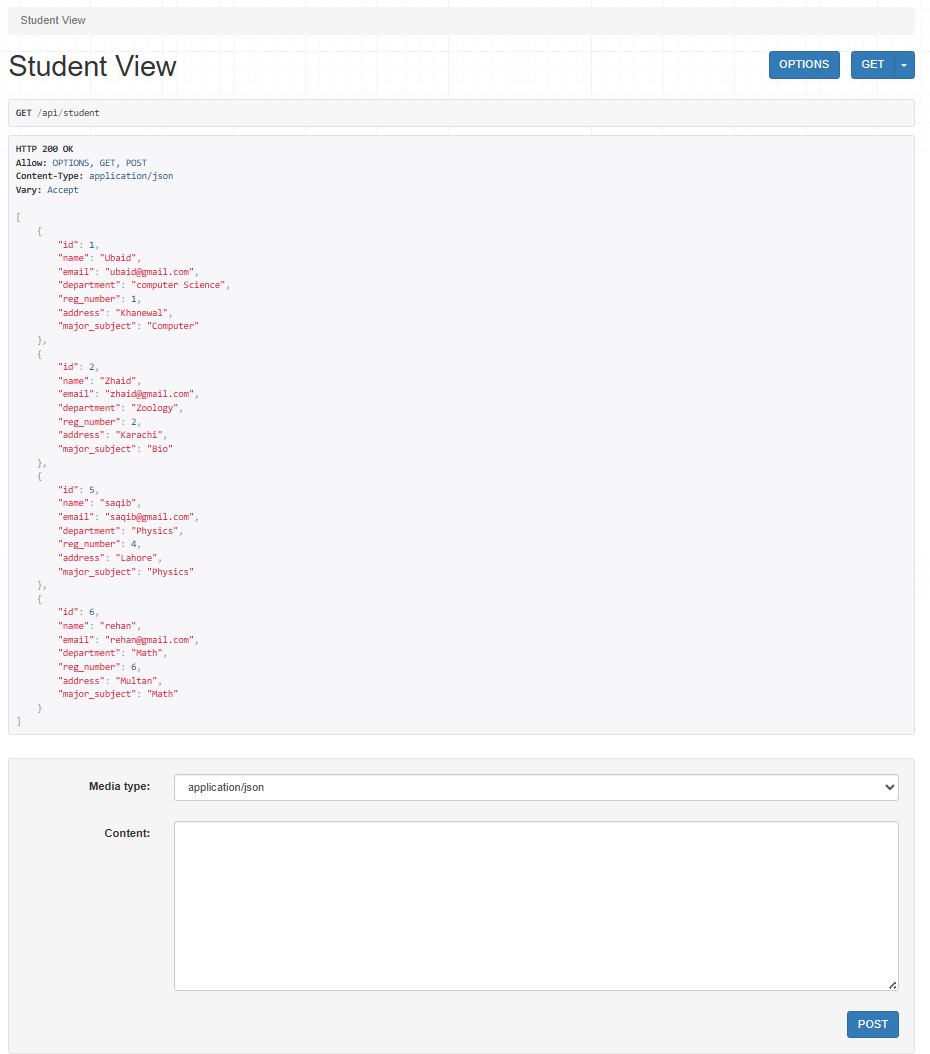 Student View
Student View
OPTIONS GET
GET /api/student
HTTP 200 OK
Allow: OPTIONS, GET, POST
Content-Type: application/json
Vary: Accept
[
    {
        "id": 1,
        "name": "Ubaid",
        "email": "ubaid@gmail.com",
        "department": "computer Science",
        "reg_number": 1,
        "address": "Khanewal",
        "major_subject": "Computer"
    },
    {
        "id": 2,
        "name": "Zhaid",
        "email": "zhaid@gmail.com",
        "department": "Zoology",
        "reg_number": 2,
        "address": "Karachi",
        "major_subject": "Bio"
    },
    {
        "id": 5,
        "name": "saqib",
        "email": "saqib@gmail.com",
        "department": "Physics",
        "reg_number": 4,
        "address": "Lahore",
        "major_subject": "Physics"
    },
    {
        "id": 6,
        "name": "rehan",
        "email": "rehan@gmail.com",
        "department": "Math",
        "reg_number": 6,
        "address": "Multan",
        "major_subject": "Math"
    }
]
Media type: application/json
Content:
POST